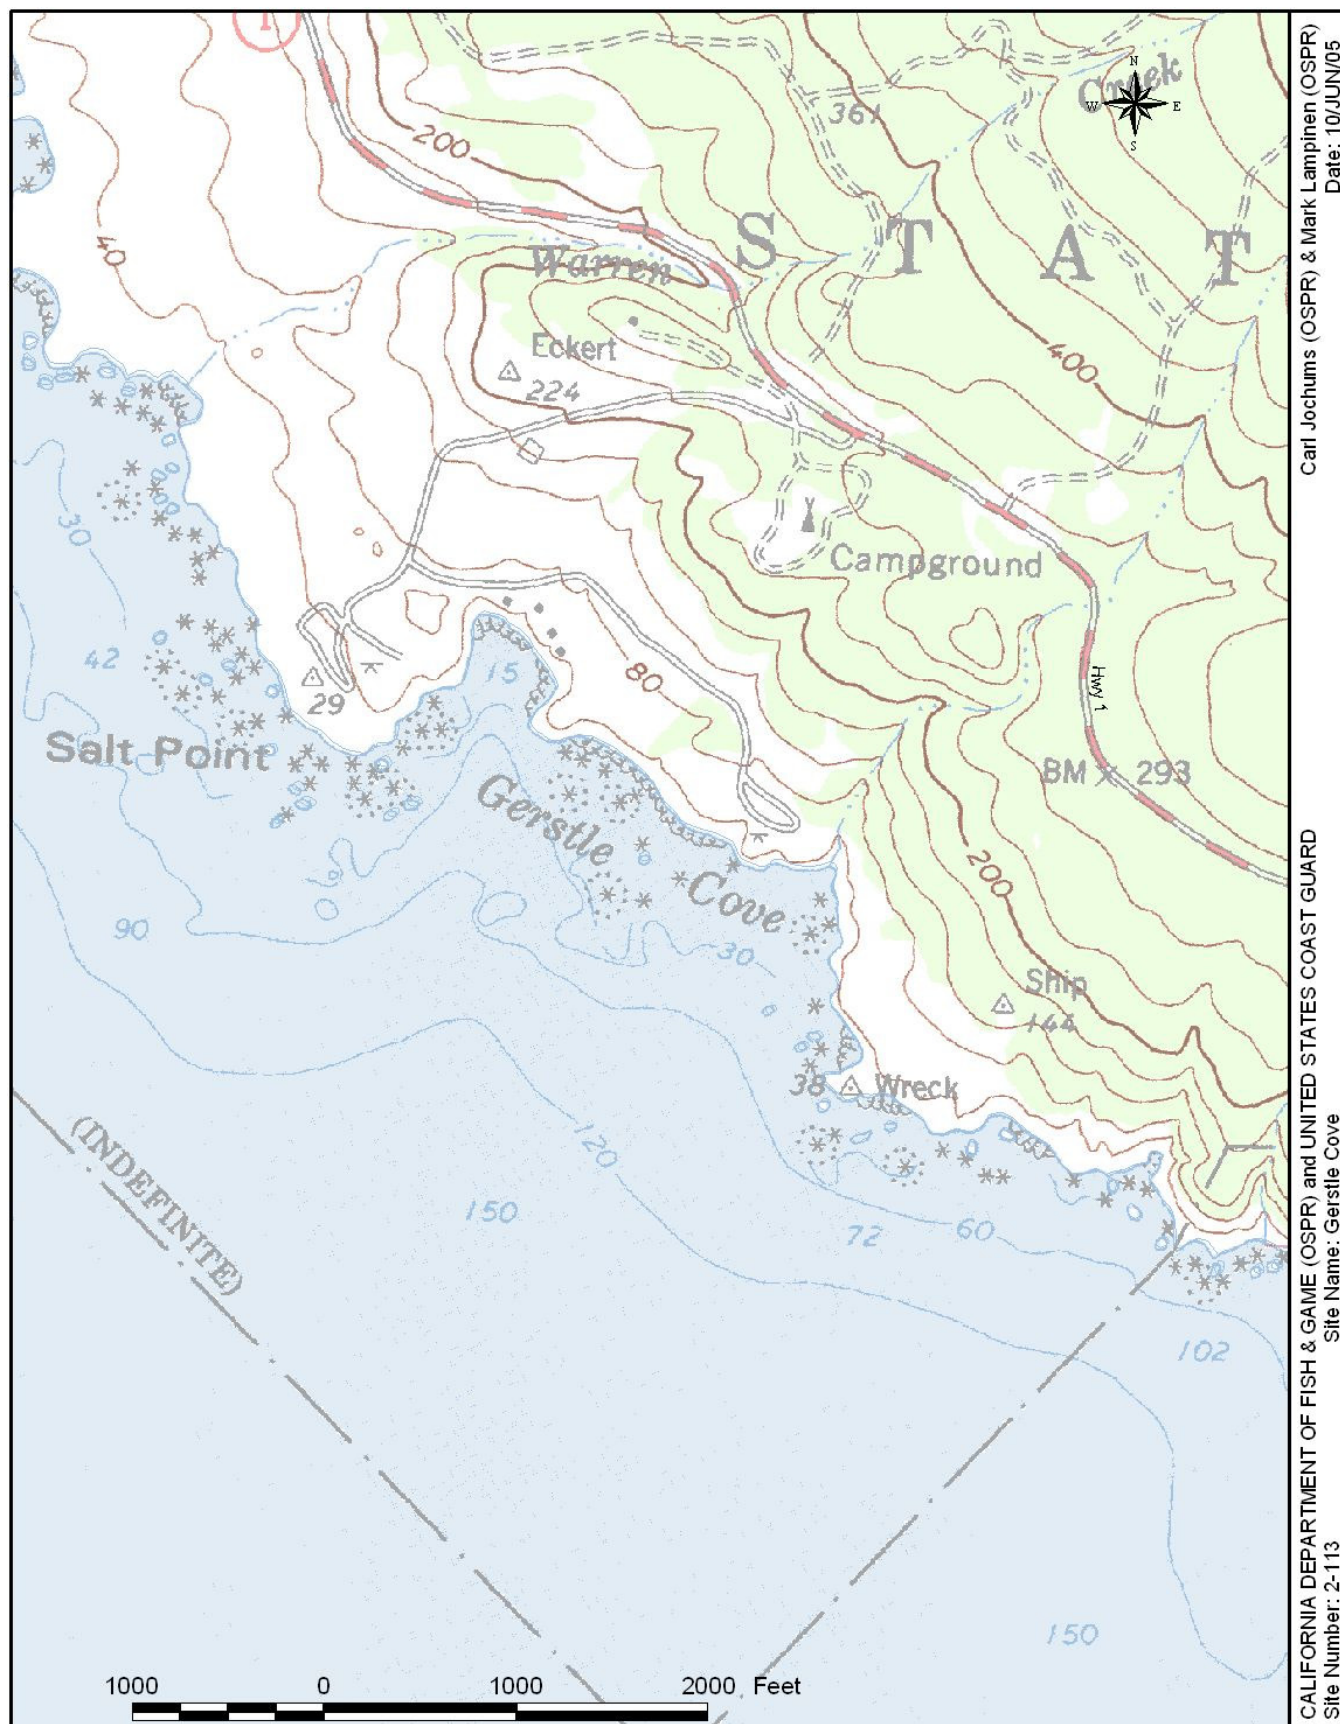 1
Creek
N
W E
S
361
200
40
S T A T
Warren
Eckert
224
400
30
Campground
42
15
80
29
Hwy 1
Salt Point
BM 293
Gerstle
Cove
200
90
30
Ship
144
38 Wreck
(INDEFINITE)
120
150
72
60
102
150
1000 0 1000 2000 Feet
CALIFORNIA DEPARTMENT OF FISH & GAME (OSPR) and UNITED STATES COAST GUARD
Carl Jochums (OSPR) & Mark Lampinen (OSPR)
Site Number: 2-113
Site Name: Gerstle Cove
Date: 10/JUN/05